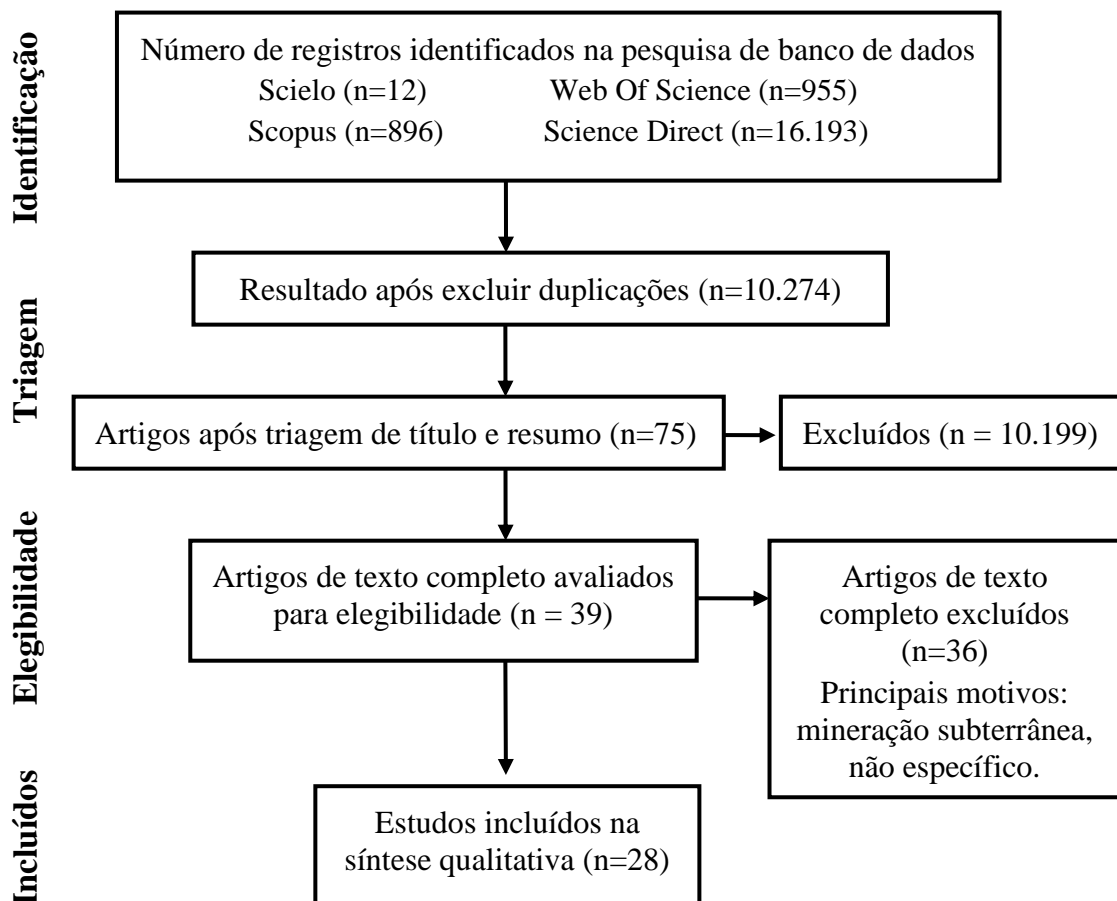 Identificação
Número de registros identificados na pesquisa de banco de dados
Scielo (n=12) Web Of Science (n=955)
Scopus (n=896) Science Direct (n=16.193)
Triagem
Resultado após excluir duplicações (n=10.274)
Artigos após triagem de título e resumo (n=75)
Excluídos (n = 10.199)
Elegibilidade
Artigos de texto completo avaliados
para elegibilidade (n = 39)
Artigos de texto
completo excluídos
(n=36)
Principais motivos:
mineração subterrânea,
não específico.
Incluídos
Estudos incluídos na
síntese qualitativa (n=28)